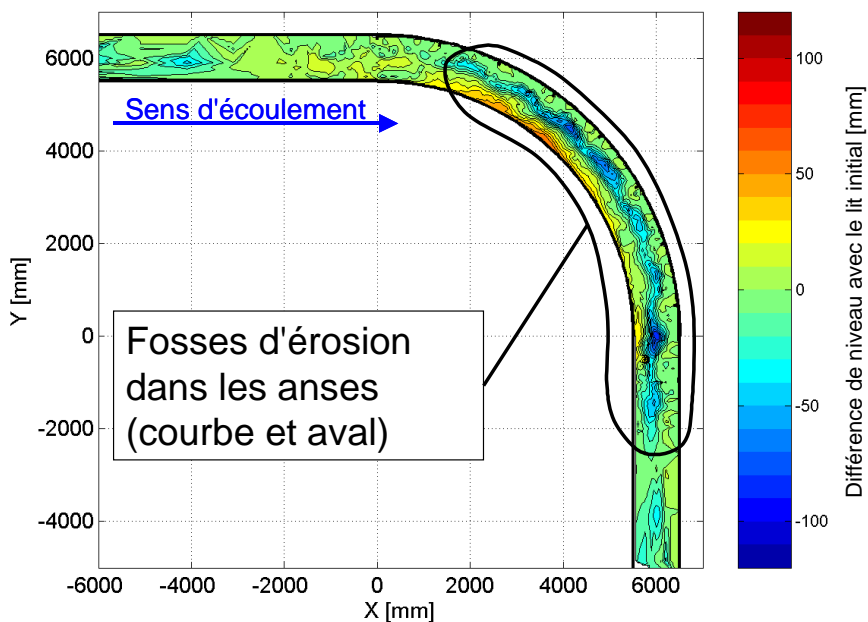 6000
4000
2000
0
-2000
-4000
Y [mm]
Sens d'écoulement
Fosses d'érosion
dans les anses
(courbe et aval)
-6000 -4000 -2000 0 2000 4000 6000
X [mm]
100
50
0
-50
-100
Différence de niveau avec le lit initial [mm]